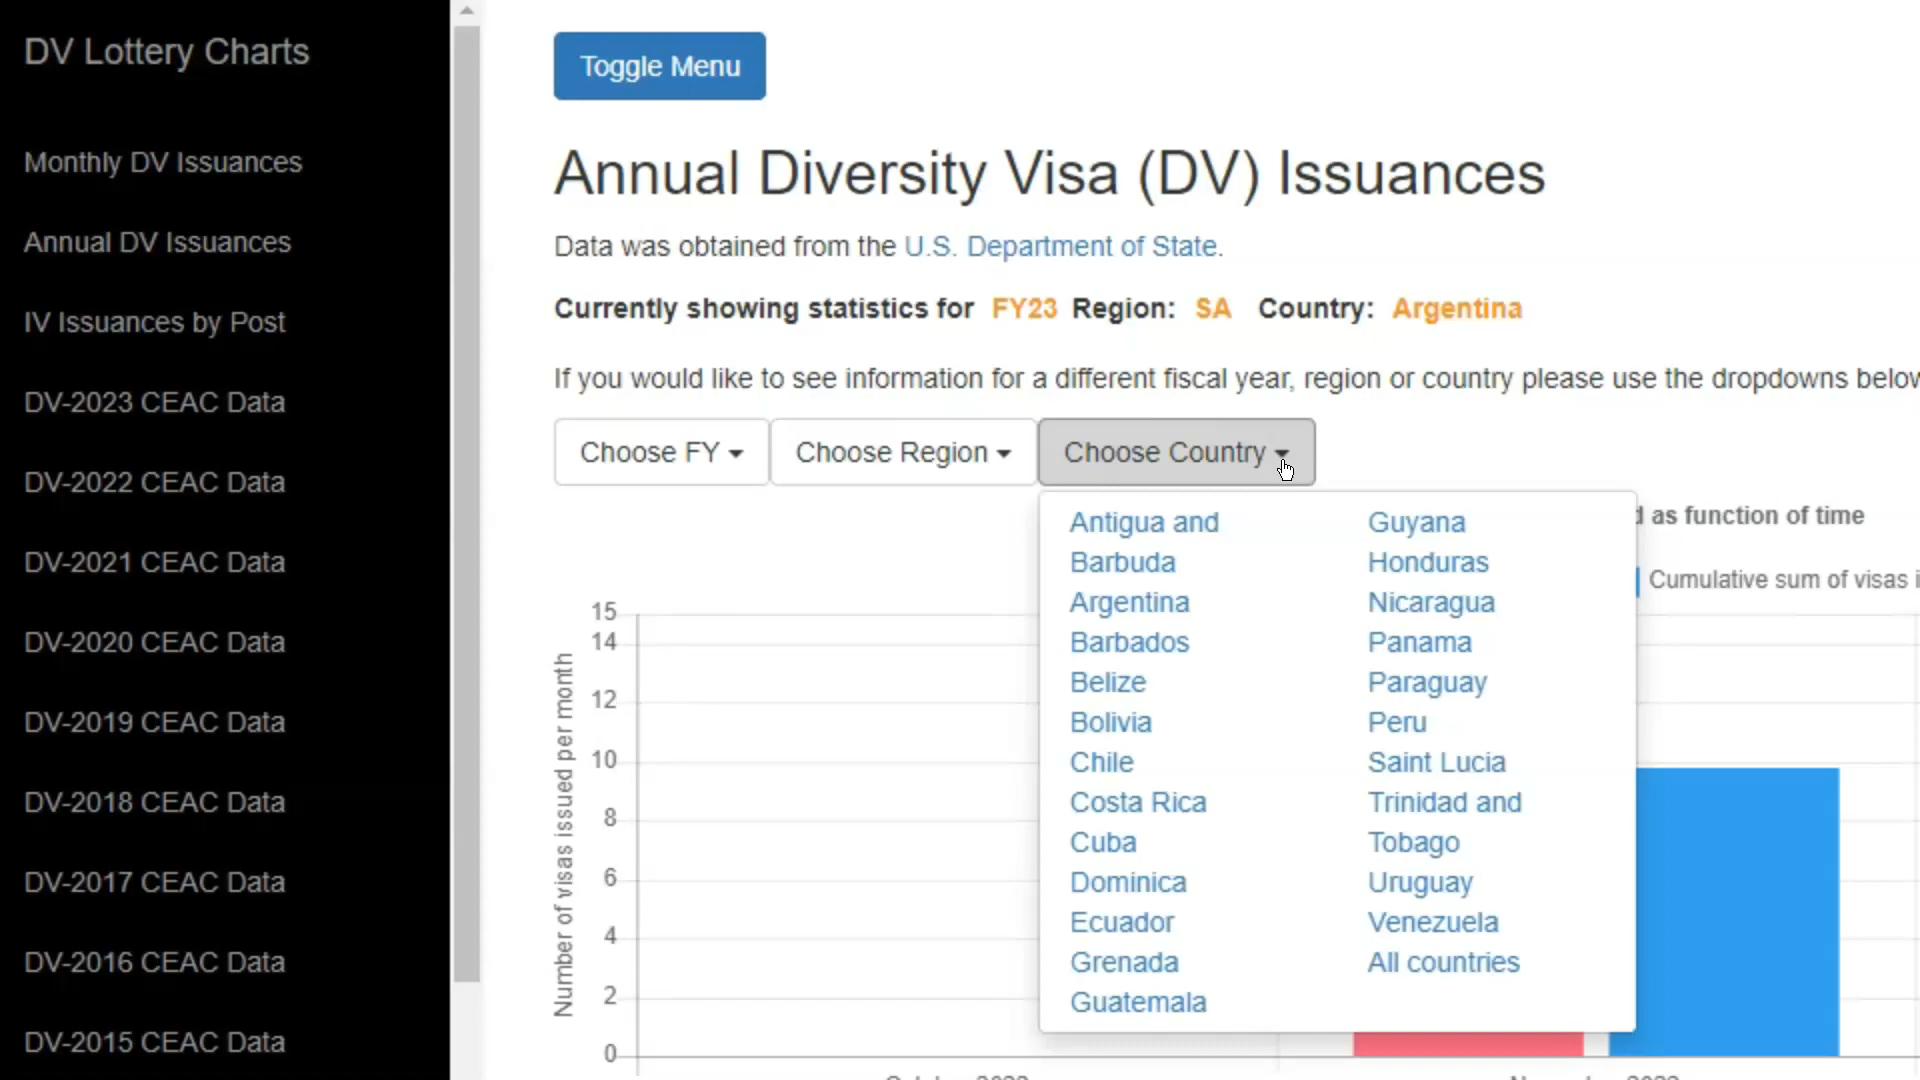 DV Lottery Charts
Monthly DV Issuances
Annual DV Issuances
IV Issuances by Post
DV-2023 CEAC Data
DV-2022 CEAC Data
DV-2021 CEAC Data
DV-2020 CEAC Data
DV-2019 CEAC Data
DV-2018 CEAC Data
DV-2017 CEAC Data
DV-2016 CEAC Data
DV-2015 CEAC Data
Toggle Menu
Annual Diversity Visa (DV) Issuances
Data was obtained from the U.S. Department of State.
Currently showing statistics for FY23 Region: SA Country: Argentina
If you would like to see information for a different fiscal year, region or country please use the dropdowns below
Choose FY
Choose Region
Choose Country
Antigua and
Barbuda
Argentina
Barbados
Belize
Bolivia
Chile
Costa Rica
Cuba
Dominica
Ecuador
Grenada
Guatemala
Guyana
Honduras
Nicaragua
Panama
Paraguay
Peru
Saint Lucia
Trinidad and
Tobago
Uruguay
Venezuela
All countries
as function of time
Cumulative sum of visas
Number of visas issued per month
15
14
12
10
8
6
4
2
0